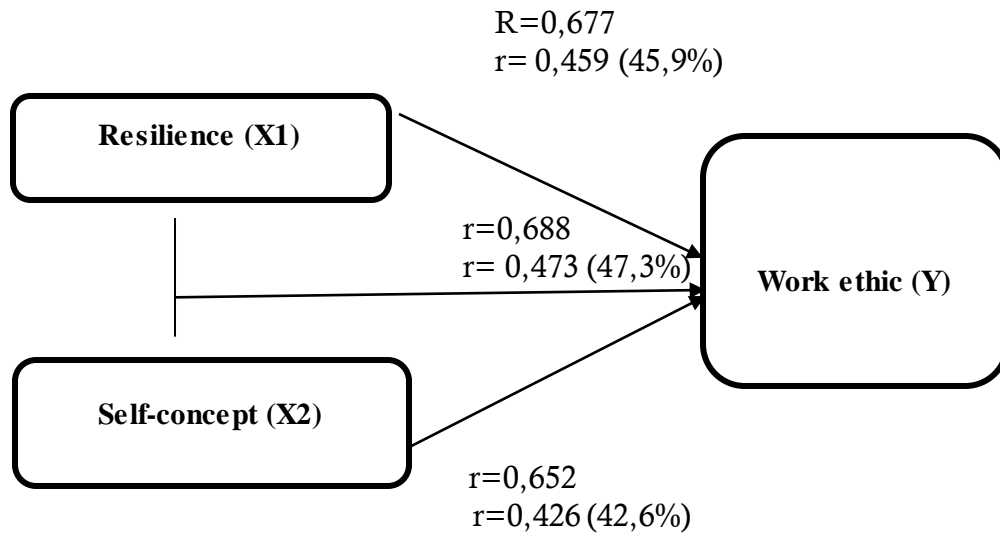 R=0,677
r= 0,459 (45,9%)
Resilience (X1)
r=0,688
r= 0,473 (47,3%)
Work ethic (Y)
Self-concept (X2)
r=0,652
r=0,426 (42,6%)